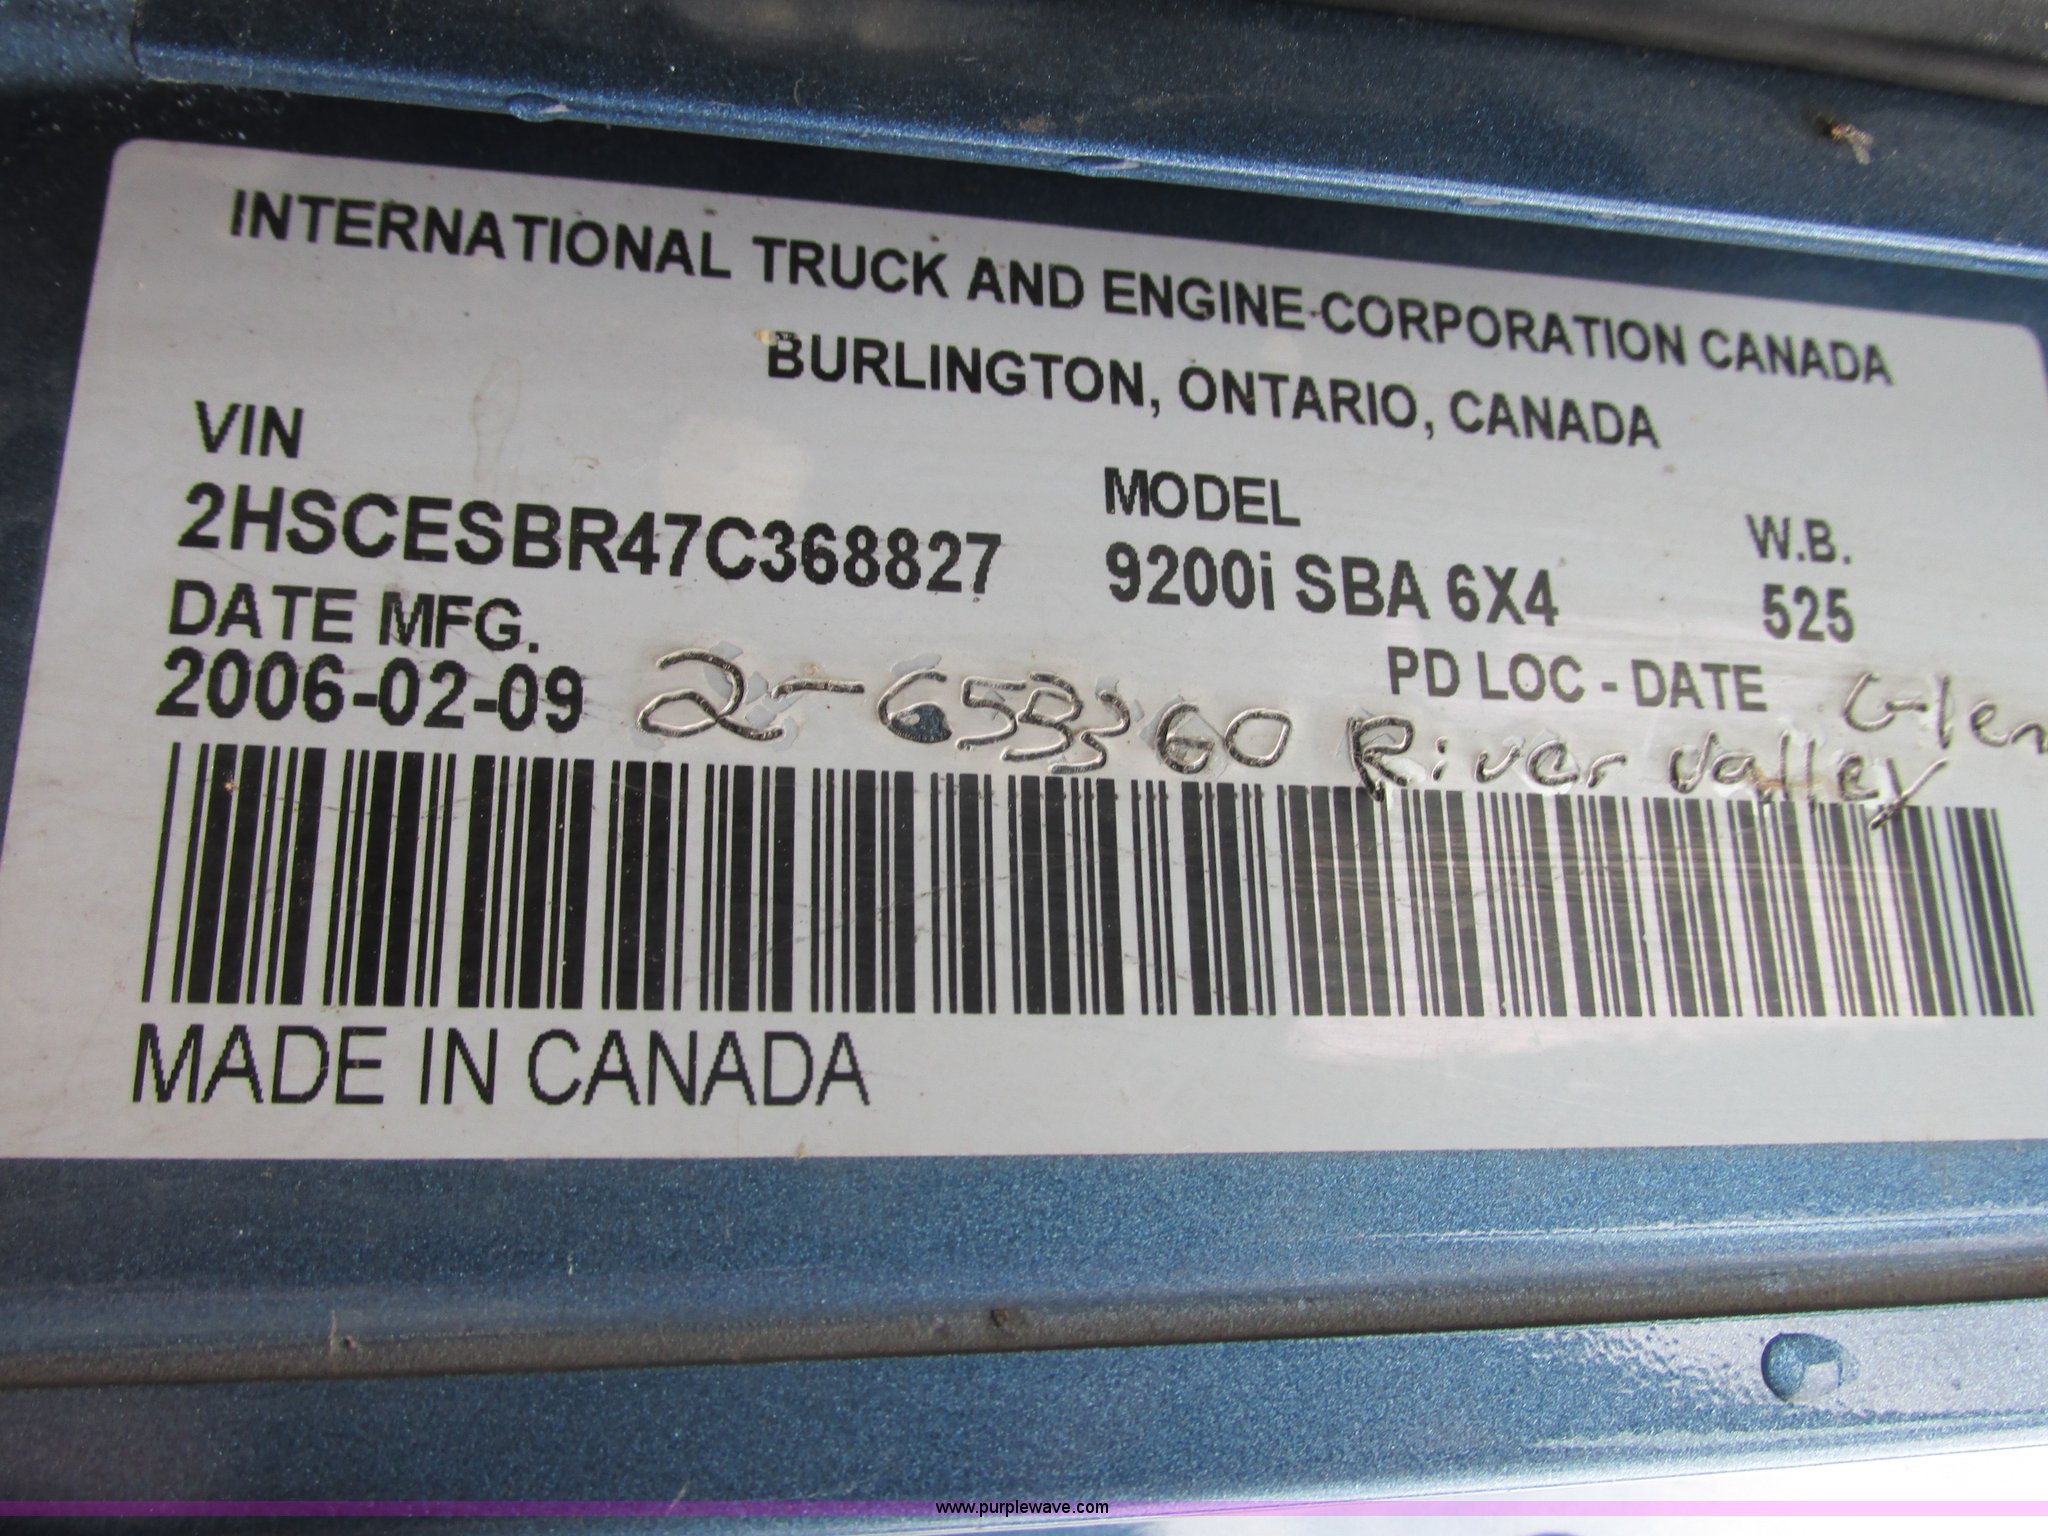 INTERNATIONAL TRUCK AND ENGINE CORPORATION CANADA
BURLINGTON, ONTARIO, CANADA
VIN
2HSCESBR47C368827
MODEL
9200i SBA 6X4
W.B.
525
DATE MFG.
2006-02-09
PD LOC - DATE
River Valley
MADE IN CANADA
www.purplewave.com